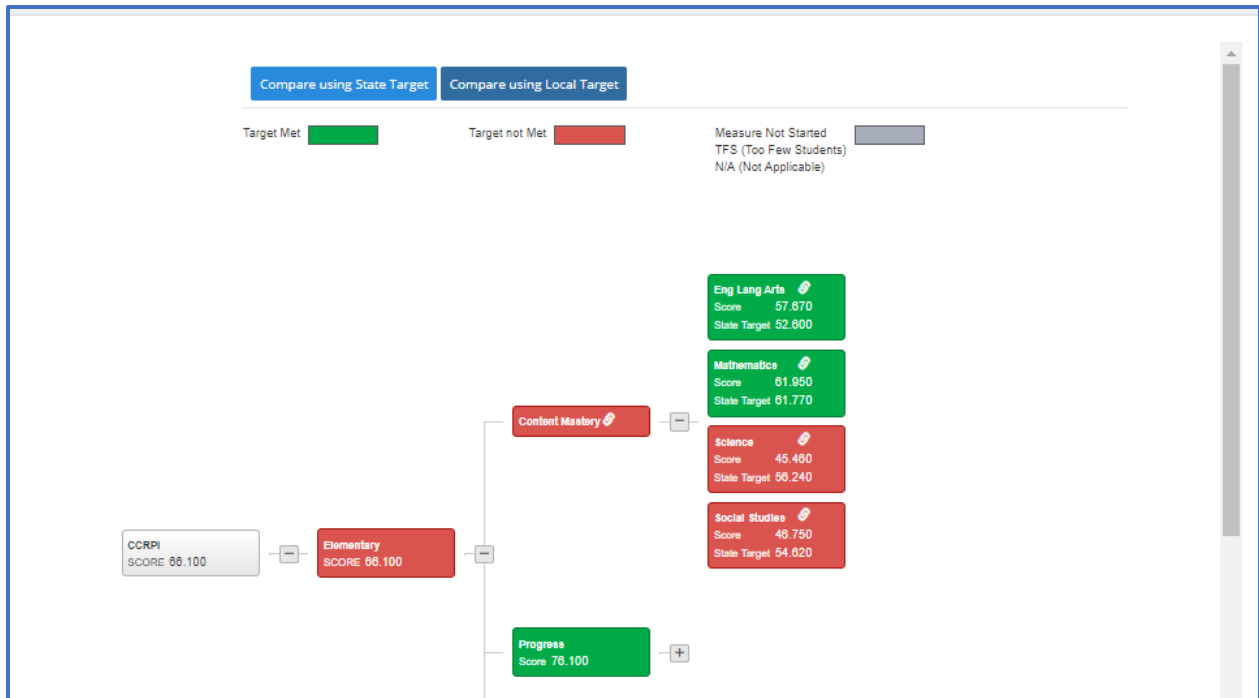 Compare using State Target
Compare using Local Target
Target Met
Target not Met
Measure Not Started
TFS (Too Few Students)
N/A (Not Applicable)
Eng Lang Arts
Score 57.670
State Target 52.600
Mathematics
Score 61.950
State Target 61.770
Content Mastery
Science
Score 45.460
State Target 56.240
Social Studies
Score 46.750
State Target 54.620
CCRPI
SCORE 66.100
Elementary
SCORE 66.100
Progress
Score 76.100